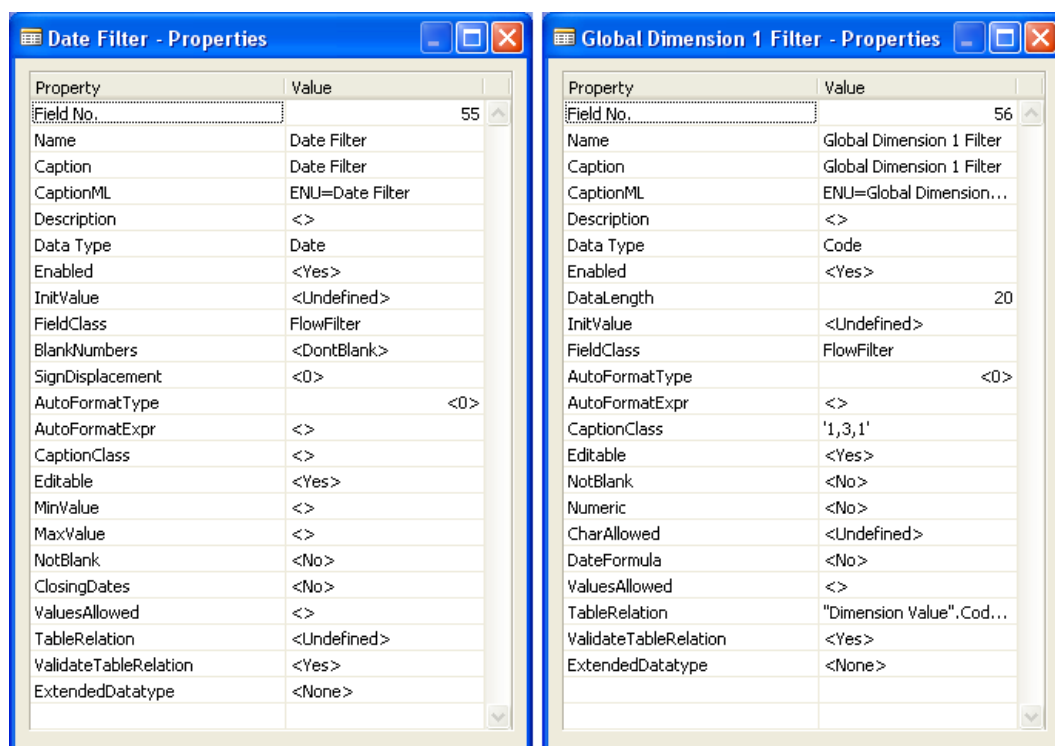 Date Filter - Properties
Property Value
Field No. 55
Name Date Filter
Caption Date Filter
CaptionML ENU=Date Filter
Description <>
Data Type Date
Enabled <Yes>
InitValue <Undefined>
FieldClass FlowFilter
BlankNumbers <DontBlank>
SignDisplacement <0>
AutoFormatType <0>
AutoFormatExpr <>
CaptionClass <>
Editable <Yes>
MinValue <>
MaxValue <>
NotBlank <No>
ClosingDates <No>
ValuesAllowed <>
TableRelation <Undefined>
ValidateTableRelation <Yes>
ExtendedDatatype <None>
Global Dimension 1 Filter - Properties
Property Value
Field No. 56
Name Global Dimension 1 Filter
Caption Global Dimension 1 Filter
CaptionML ENU=Global Dimension...
Description <>
Data Type Code
Enabled <Yes>
DataLength 20
InitValue <Undefined>
FieldClass FlowFilter
AutoFormatType <0>
AutoFormatExpr <>
CaptionClass '1,3,1'
Editable <Yes>
NotBlank <No>
Numeric <No>
CharAllowed <Undefined>
DateFormula <No>
ValuesAllowed <>
TableRelation "Dimension Value".Cod...
ValidateTableRelation <Yes>
ExtendedDatatype <None>